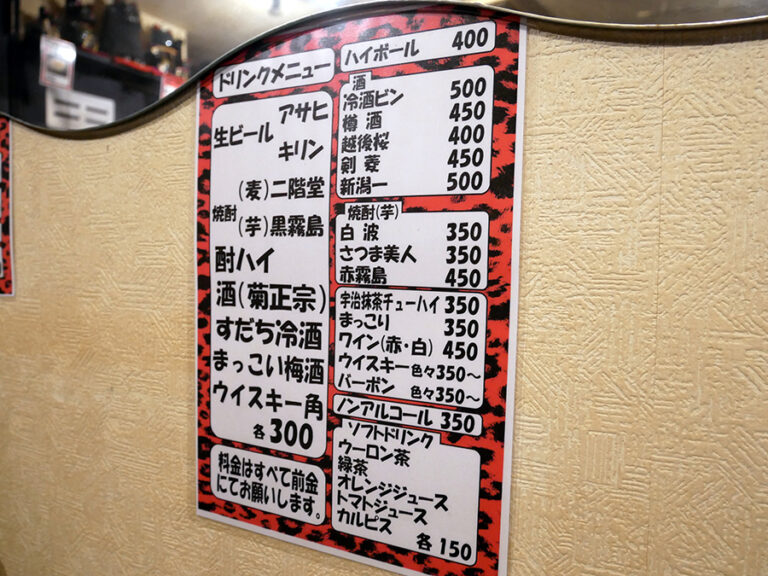 ドリンクメニュー
生ビール アサヒ
キリン
焼酎 (麦)二階堂
(芋)黒霧島
酎ハイ
酒(菊正宗)
すだち冷酒
まっこい梅酒
ウイスキー角
各300
料金はすべて前金
にてお願いします。
ハイボール 400
酒
冷酒ビン 500
樽酒 450
越後桜 400
剣菱 450
新潟一 500
焼酎(芋)
白波 350
さつま美人 350
赤霧島 450
宇治抹茶チューハイ 350
まっこり 350
ワイン(赤・白) 450
ウイスキー 色々350～
バーボン 色々350～
ノンアルコール 350
ソフトドリンク
ウーロン茶
緑茶
オレンジジュース
トマトジュース
カルピス
各150